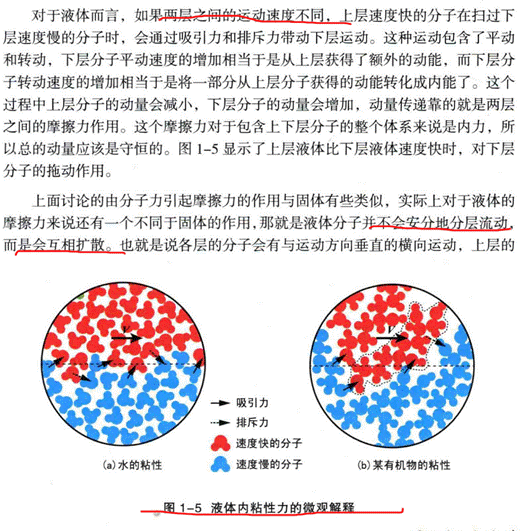 对于液体而言，如果两层之间的运动速度不同，上层速度快的分子在扫过下
层速度慢的分子时，会通过吸引力和排斥力带动下层运动。这种运动包含了平动
和转动，下层分子平动速度的增加相当于是从上层获得了额外的动能，而下层分
子转动速度的增加相当于是将一部分从上层分子获得的动能转化成内能了。这个
过程中上层分子的动量会减小，下层分子的动量会增加，动量传递靠的就是两层
之间的摩擦力作用。这个摩擦力对于包含上下层分子的整个体系来说是内力，所
以总的动量应该是守恒的。图 1-5 显示了上层液体比下层液体速度快时，对下层
分子的拖动作用。
上面讨论的由分子力引起摩擦力的作用与固体有些类似，实际上对于液体的
摩擦力来说还有一个不同于固体的作用，那就是液体分子并不会安分地分层流动，
而是会互相扩散。也就是说各层的分子会有与运动方向垂直的横向运动，上层的
V
V
吸引力
排斥力
速度快的分子
速度慢的分子
(a)水的粘性
(b)某有机物的粘性
图 1-5 液体内粘性力的微观解释